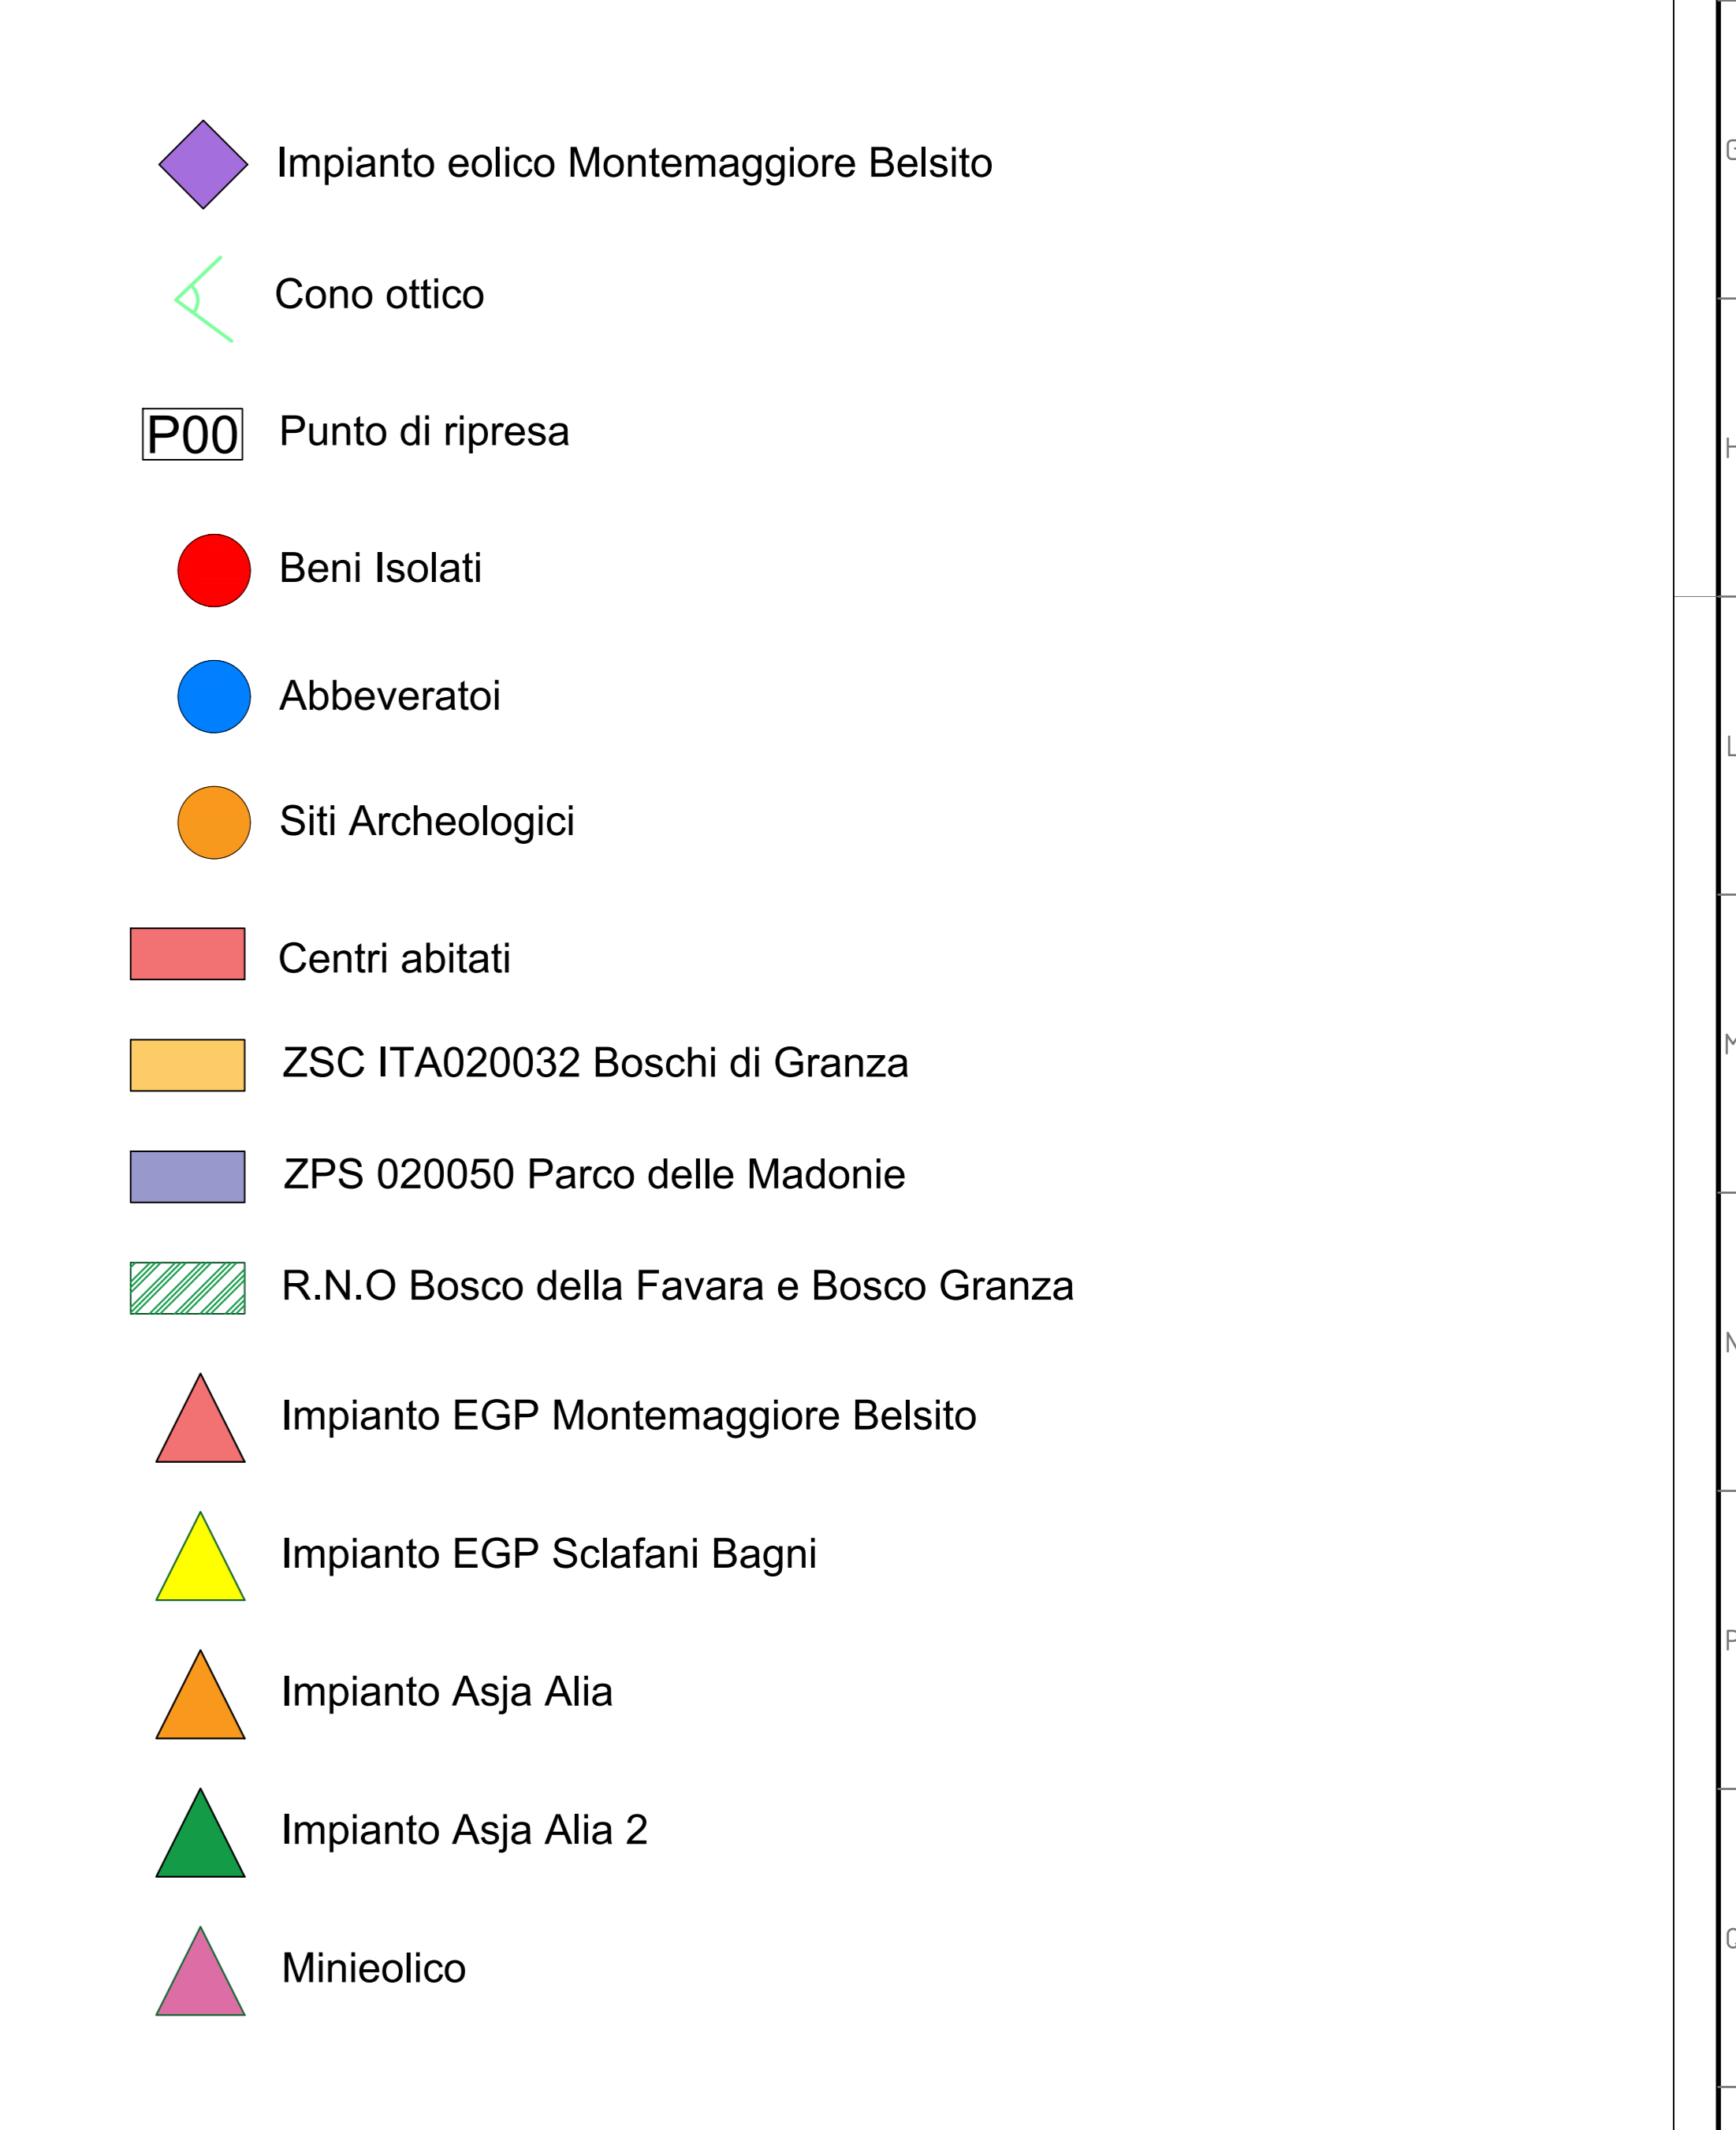 Impianto eolico Montemaggiore Belsito
Cono ottico
P00 Punto di ripresa
Beni Isolati
Abbeveratoi
Siti Archeologici
Centri abitati
ZSC ITA020032 Boschi di Granza
ZPS 020050 Parco delle Madonie
R.N.O Bosco della Favara e Bosco Granza
Impianto EGP Montemaggiore Belsito
Impianto EGP Sclafani Bagni
Impianto Asja Alia
Impianto Asja Alia 2
Minieolico
G
H
L
M
N
P
Q